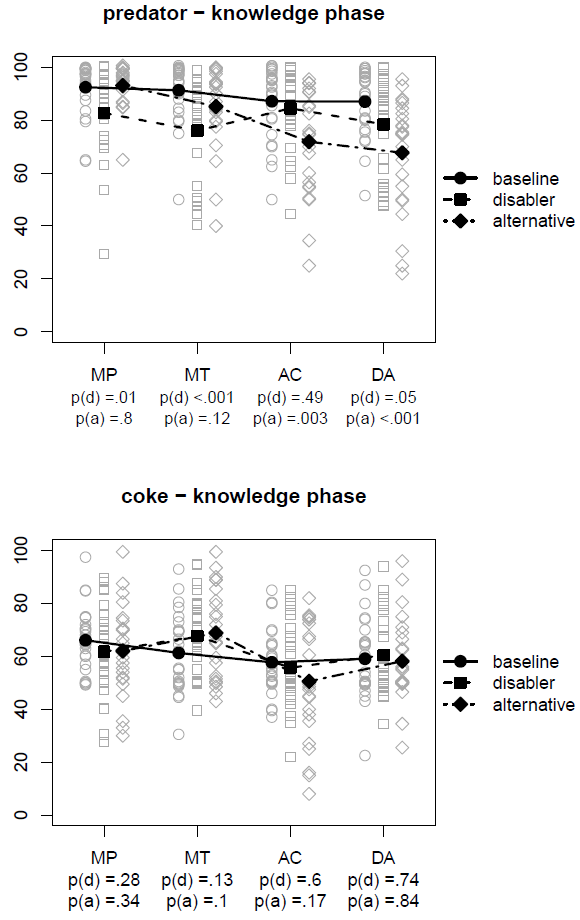 predator − knowledge phase
100
80
60
40
20
0
baseline
disabler
alternative
MP MT AC DA
p(d) =.01 p(d) <.001 p(d) =.49 p(d) =.05
p(a) =.8 p(a) =.12 p(a) =.003 p(a) <.001
coke − knowledge phase
100
80
60
40
20
0
baseline
disabler
alternative
MP MT AC DA
p(d) =.28 p(d) =.13 p(d) =.6 p(d) =.74
p(a) =.34 p(a) =.1 p(a) =.17 p(a) =.84